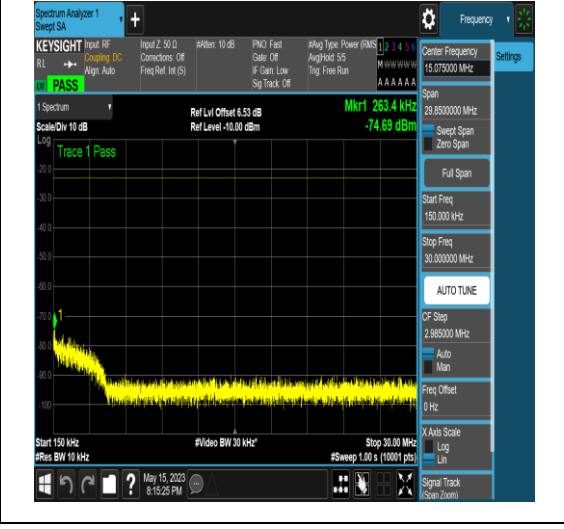 Spectrum Analyzer 1
Swept SA
Frequency
KEYSIGHT
RL
PASS
Input: RF
Coupling: DC
Align: Auto
Input Z: 50 Ω
Corrections: Off
Freq Ref: Int (S)
#Atten: 10 dB
PNO: Fast
Gate: Off
IF Gain: Low
Sig Track: Off
#Avg Type: Power (RMS
Avg|Hold: 5/5
Trig: Free Run
1 2 3 4 5 6
M W W W W W
A A A A A A
Center Frequency
15.075000 MHz
Settings
Span
29.8500000 MHz
Swept Span
Zero Span
Full Span
Start Freq
150.000 kHz
Stop Freq
30.000000 MHz
AUTO TUNE
CF Step
2.985000 MHz
Auto
Man
Freq Offset
0 Hz
X Axis Scale
Log
Lin
Signal Track
(Span Zoom)
1 Spectrum
Scale/Div 10 dB
Ref Lvl Offset 6.53 dB
Ref Level -10.00 dBm
Mkr1 263.4 kHz
-74.69 dBm
Log
Trace 1 Pass
-20.0
-30.0
-40.0
-50.0
-60.0
-70.0
1
-80.0
-90.0
-100
Start 150 kHz
#Video BW 30 kHz*
Stop 30.00 MHz
#Res BW 10 kHz
#Sweep 1.00 s (10001 pts)
?
May 15, 2023
8:15:25 PM